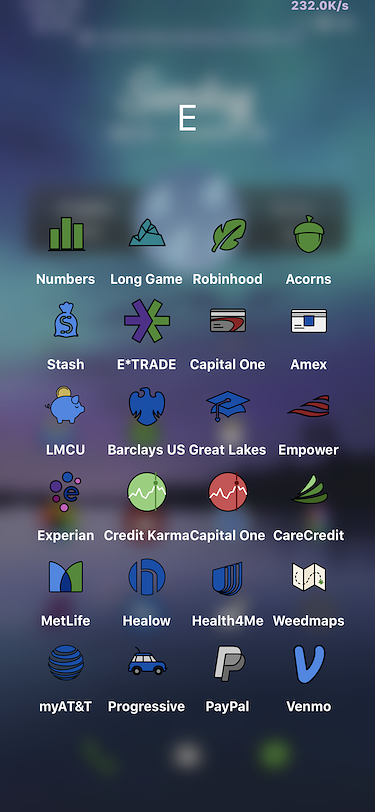 232.0K/s
E
Numbers Long Game Robinhood Acorns
Stash E*TRADE Capital One Amex
LMCU Barclays US Great Lakes Empower
Experian Credit Karma Capital One CareCredit
MetLife Healow Health4Me Weedmaps
myAT&T Progressive PayPal Venmo